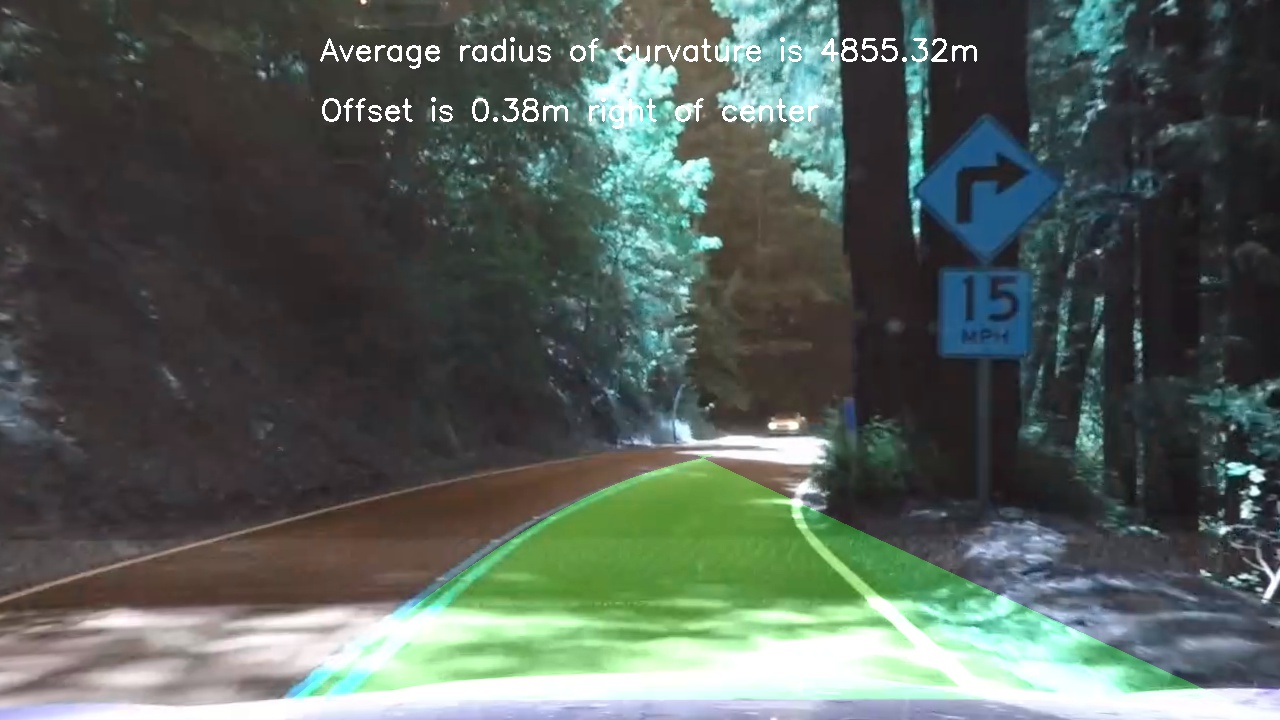 Average radius of curvature is 4855.32m
Offset is 0.38m right of center
15
MPH